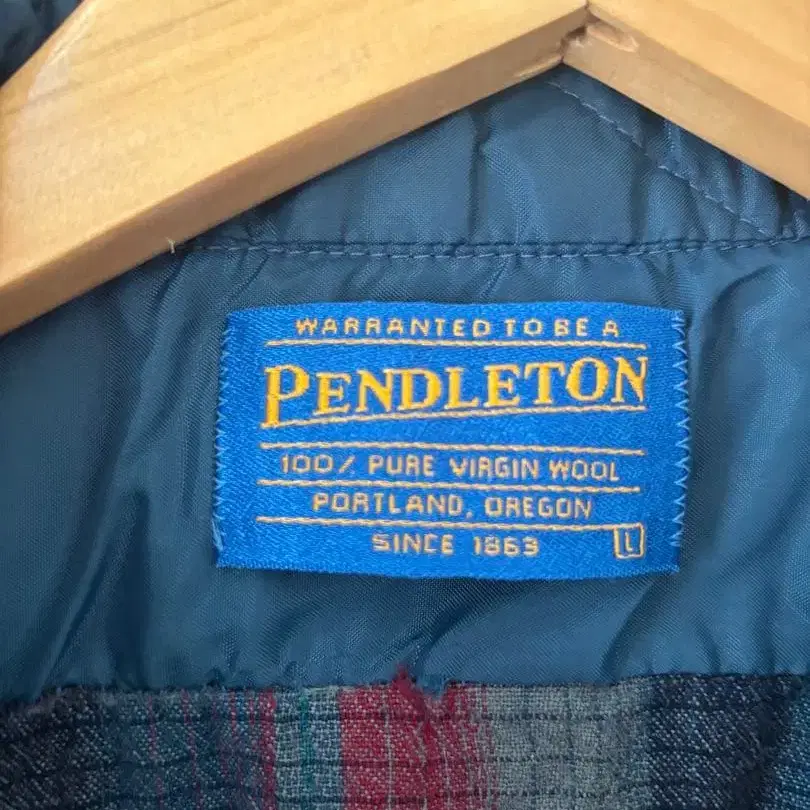 WARRANTED TO BE A
PENDLETON
100% PURE VIRGIN WOOL
PORTLAND, OREGON
SINCE 1863 L